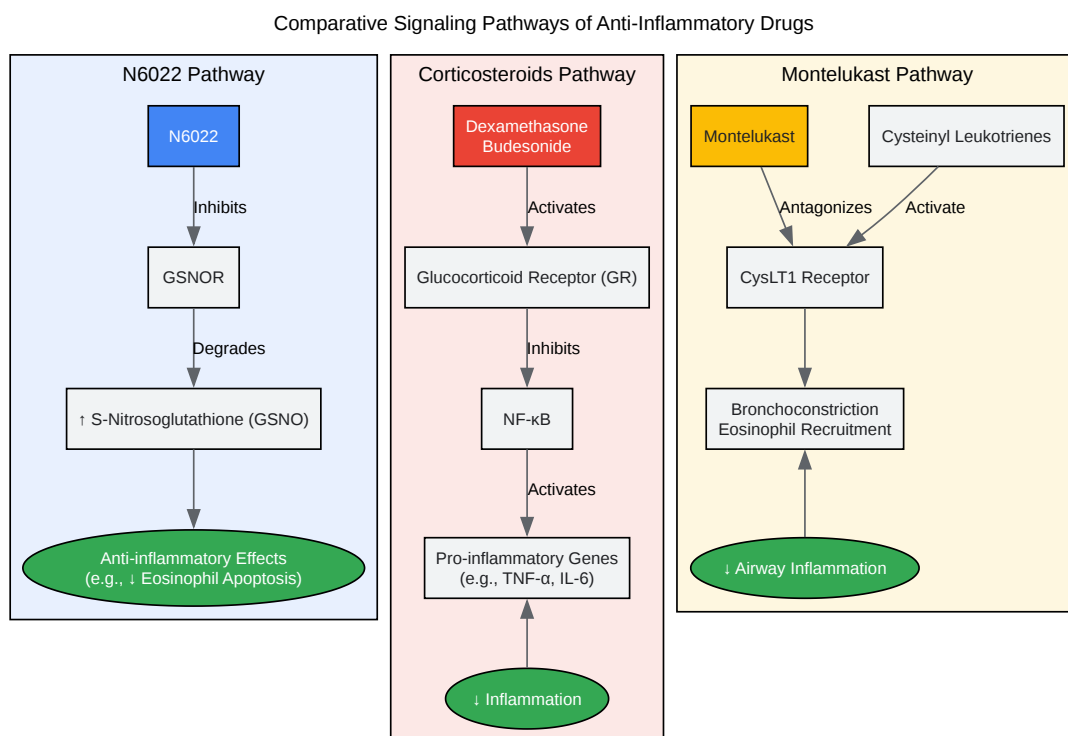 Comparative Signaling Pathways of Anti-Inflammatory Drugs
N6022 Pathway
N6022
Inhibits
GSNOR
Degrades
↑ S-Nitrosoglutathione (GSNO)
Anti-inflammatory Effects
(e.g., ↓ Eosinophil Apoptosis)
Corticosteroids Pathway
Dexamethasone
Budesonide
Activates
Glucocorticoid Receptor (GR)
Inhibits
NF-κB
Activates
Pro-inflammatory Genes
(e.g., TNF-α, IL-6)
↓ Inflammation
Montelukast Pathway
Montelukast
Cysteinyl Leukotrienes
Antagonizes
Activate
CysLT1 Receptor
Bronchoconstriction
Eosinophil Recruitment
↓ Airway Inflammation